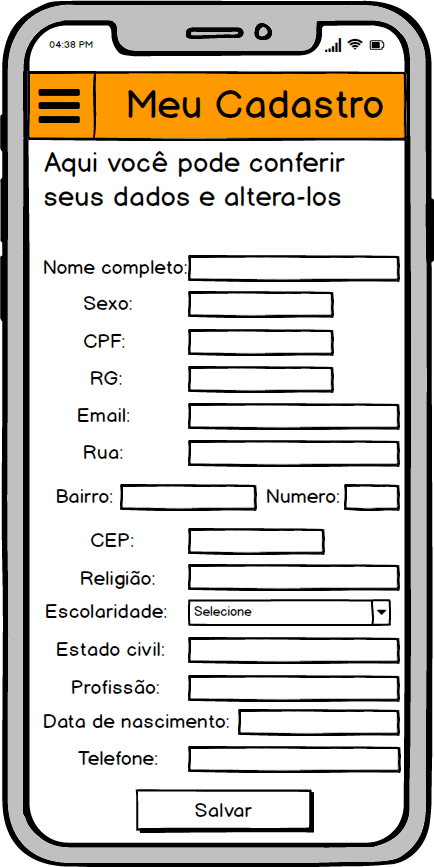 04:38 PM
Meu Cadastro
Aqui você pode conferir
seus dados e altera-los
Nome completo:
Sexo:
CPF:
RG:
Email:
Rua:
Bairro: Numero:
CEP:
Religião:
Escolaridade: Selecione
Estado civil:
Profissão:
Data de nascimento:
Telefone:
Salvar